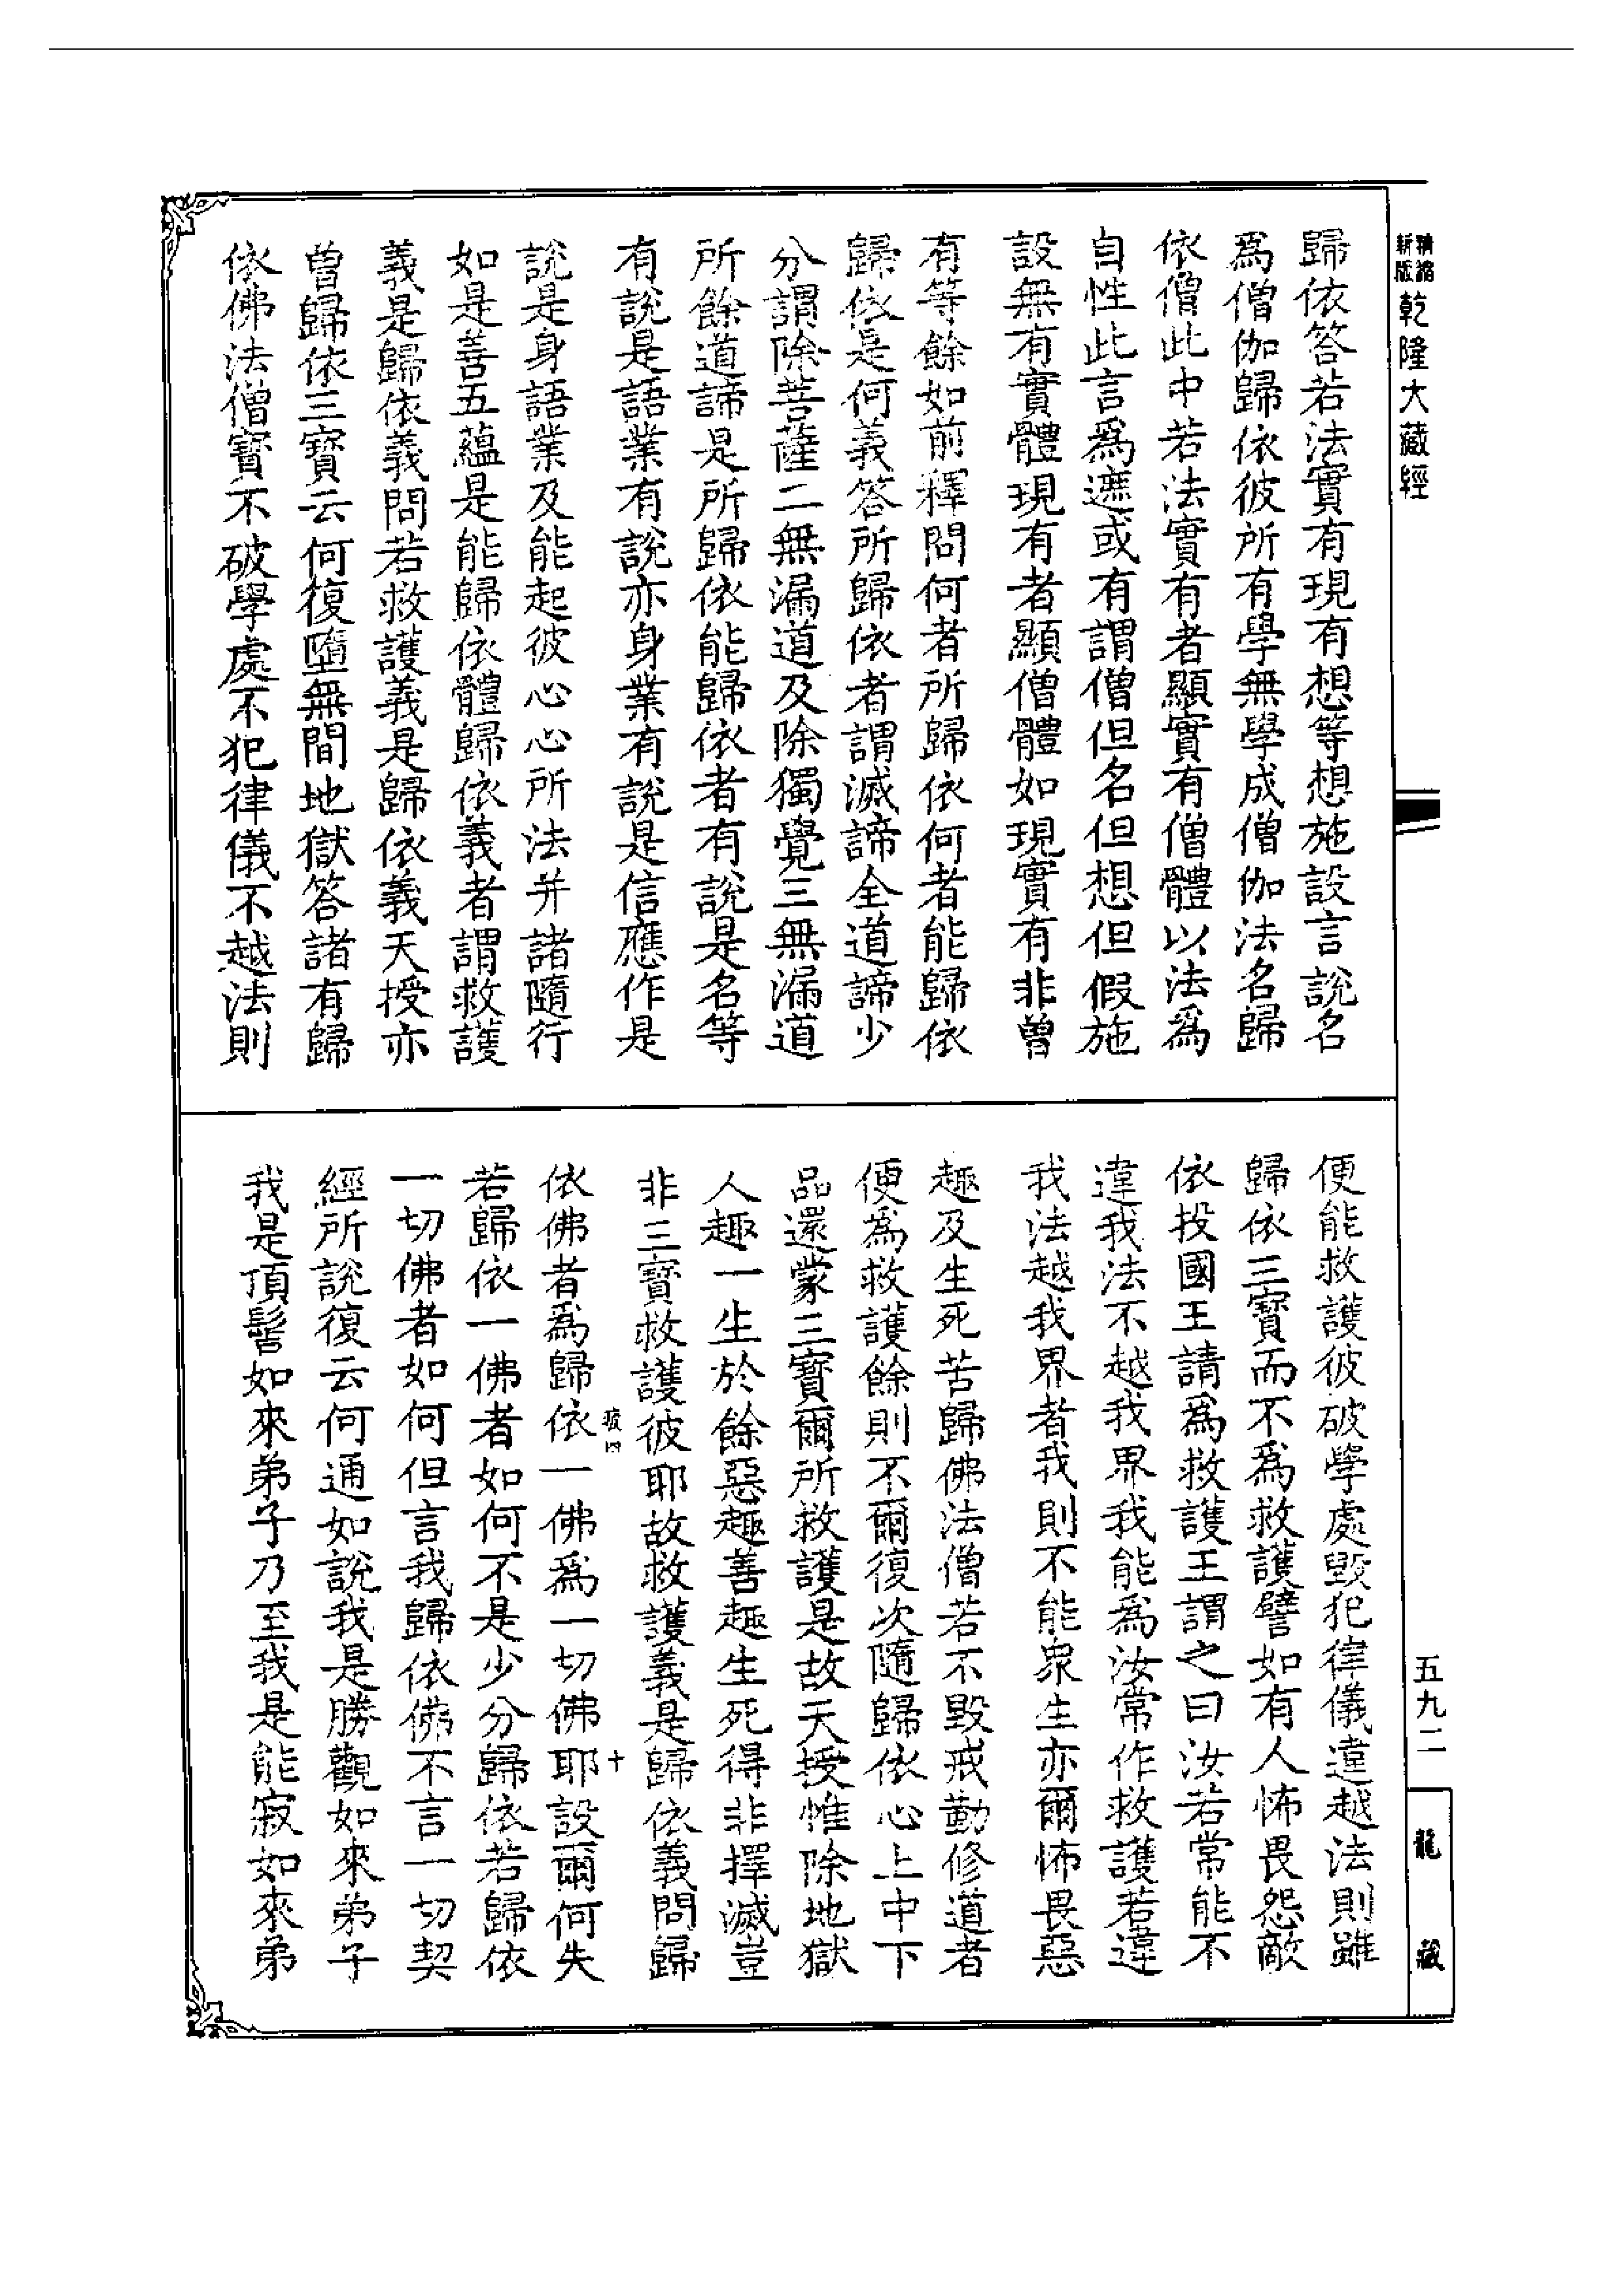 精縮新版 乾隆大藏經
歸依答若法實有現有想等想施設言說名
爲僧伽歸依彼所有學無學成僧伽法名歸
依僧此中若法實有者顯實有僧體以法爲
自性此言爲遮或有謂僧但名但想但假施
設無有實體現有者顯僧體如現實有非曾
有等餘如前釋問何者所歸依何者能歸依
歸依是何義答所歸依者謂滅諦全道諦少
分謂除菩薩二無漏道及除獨覺三無漏道
所餘道諦是所歸依能歸依者有說是名等
有說是語業有說亦身業有說是信應作是
說是身語業及能起彼心心所法并諸隨行
如是善五蘊是能歸依體歸依義者謂救護
義是歸依義問若救護義是歸依義天授亦
曾歸依三寶云何復墮無間地獄答諸有歸
依佛法僧寶不破學處不犯律儀不越法則
便能救護彼破學處毀犯律儀違越法則雖
歸依三寶而不爲救護譬如有人怖畏怨敵
依投國王請爲救護王謂之曰汝若常能不
違我法不越我界我能爲汝常作救護若違
我法越我界者我則不能衆生亦爾怖畏惡
趣及生死苦歸佛法僧若不毀戒勤修道者
便爲救護餘則不爾復次隨歸依心上中下
品還蒙三寶爾所救護是故天授惟除地獄
人趣一生於餘惡趣善趣生死得非擇滅豈
非三寶救護彼耶故救護義是歸依義問歸
疲四 十
依佛者爲歸依一佛爲一切佛耶設爾何失
若歸依一佛者如何不是少分歸依若歸依
一切佛者如何但言我歸依佛不言一切契
經所說復云何通如說我是勝觀如來弟子
我是頂髻如來弟子乃至我是能寂如來弟
五九二
龍藏